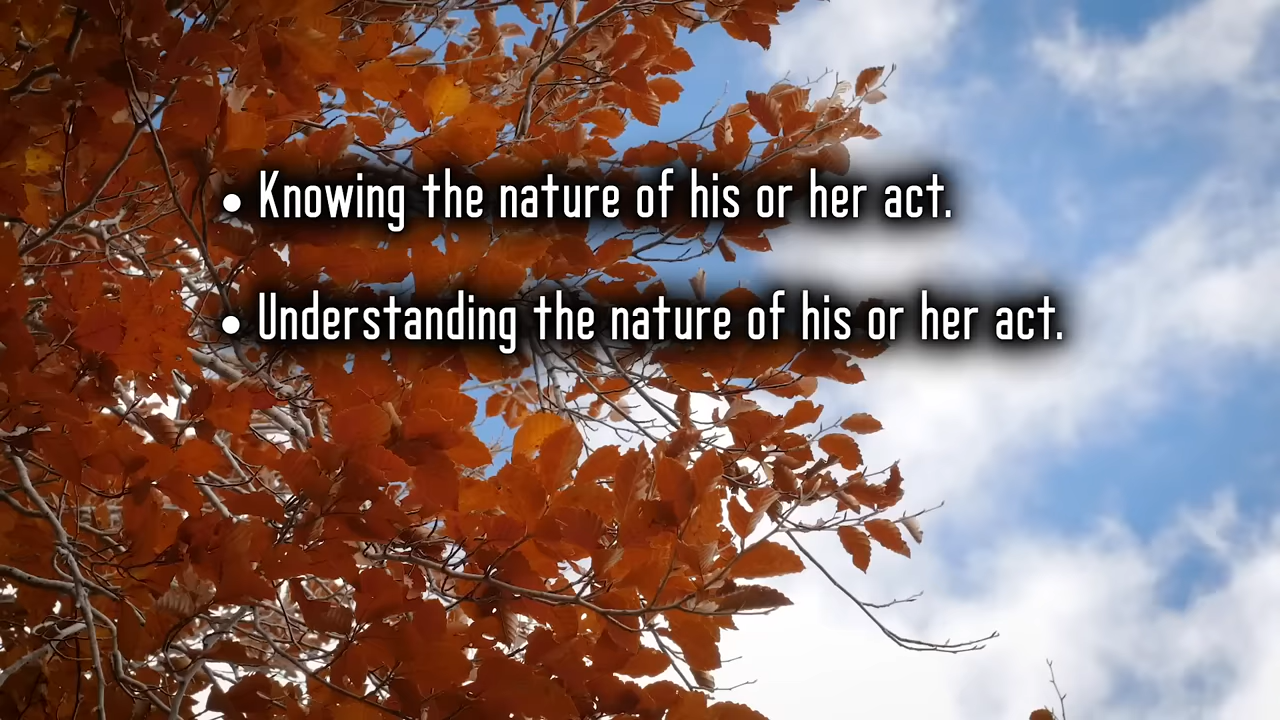 • Knowing the nature of his or her act.
• Understanding the nature of his or her act.